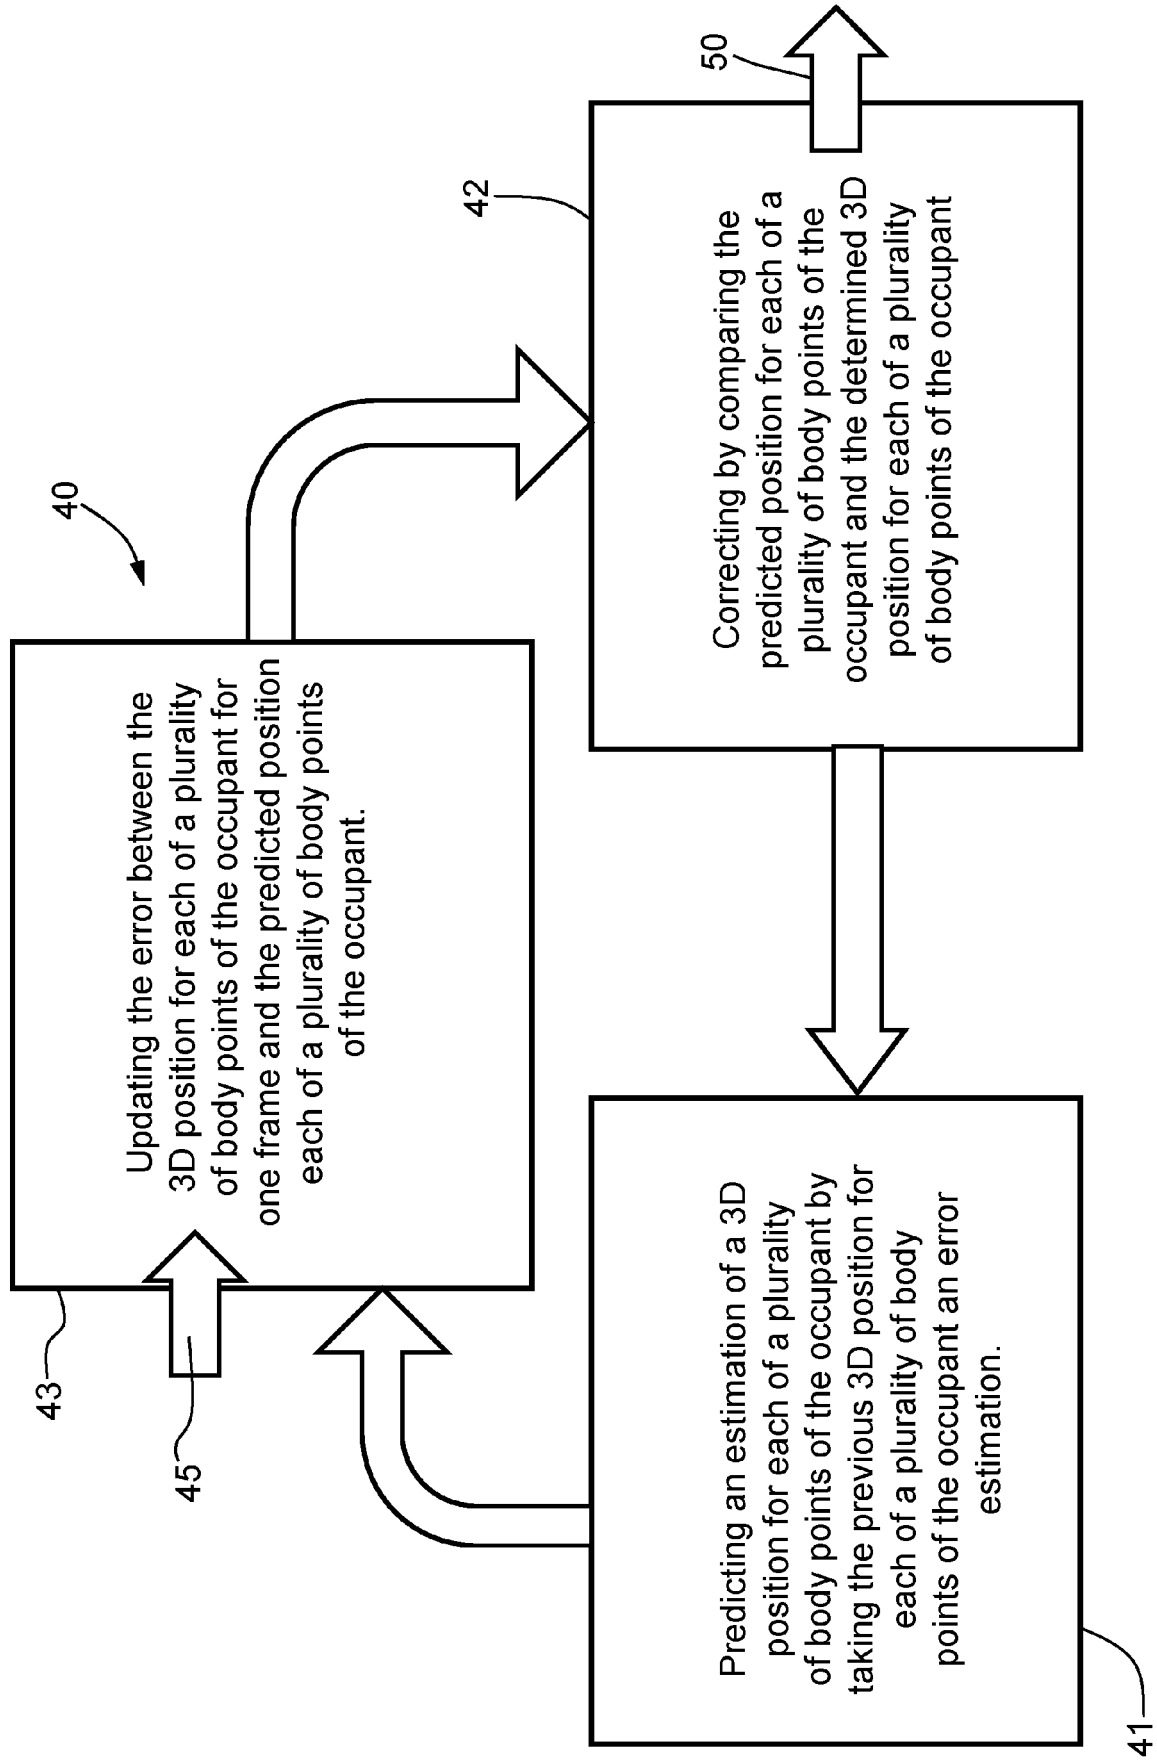 40
43
45
Updating the error between the
3D position for each of a plurality
of body points of the occupant for
one frame and the predicted position
each of a plurality of body points
of the occupant.
41
Predicting an estimation of a 3D
position for each of a plurality
of body points of the occupant by
taking the previous 3D position for
each of a plurality of body
points of the occupant an error
estimation.
42
Correcting by comparing the
predicted position for each of a
plurality of body points of the
occupant and the determined 3D
position for each of a plurality
of body points of the occupant
50